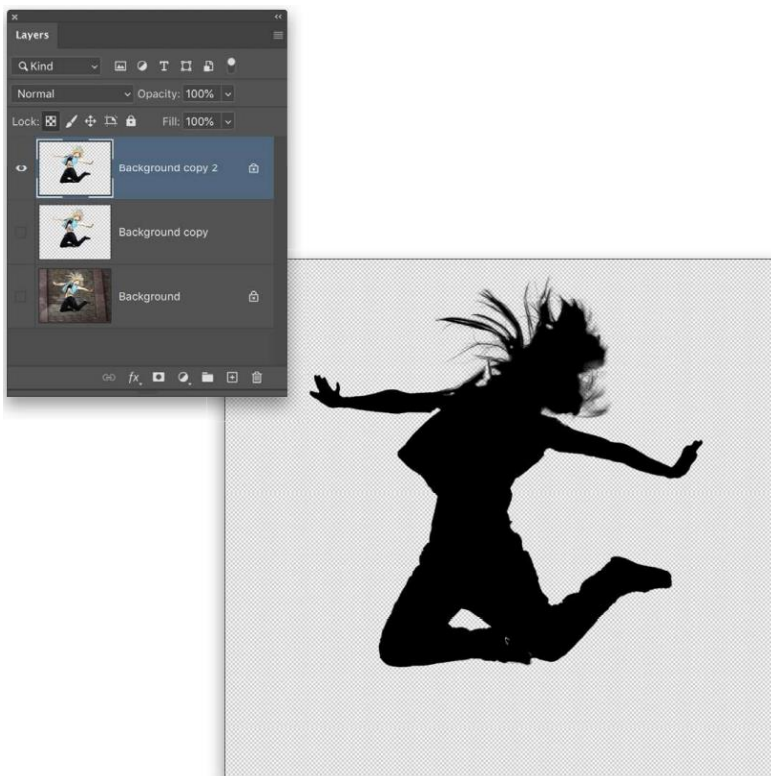 Layers
Kind
Normal Opacity: 100%
Lock: Fill: 100%
Background copy 2
Background copy
Background
fx